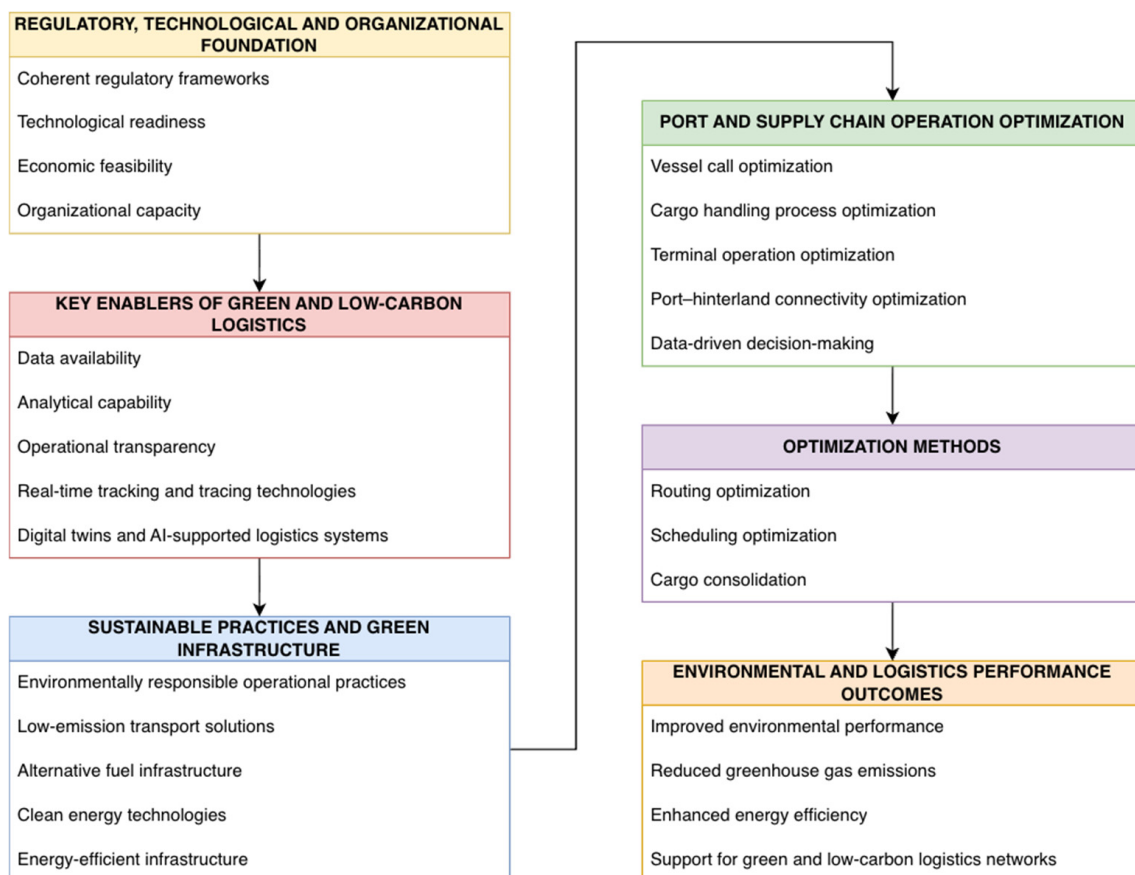 REGULATORY, TECHNOLOGICAL AND ORGANIZATIONAL
FOUNDATION
Coherent regulatory frameworks
Technological readiness
Economic feasibility
Organizational capacity
KEY ENABLERS OF GREEN AND LOW-CARBON
LOGISTICS
Data availability
Analytical capability
Operational transparency
Real-time tracking and tracing technologies
Digital twins and AI-supported logistics systems
SUSTAINABLE PRACTICES AND GREEN
INFRASTRUCTURE
Environmentally responsible operational practices
Low-emission transport solutions
Alternative fuel infrastructure
Clean energy technologies
Energy-efficient infrastructure
PORT AND SUPPLY CHAIN OPERATION OPTIMIZATION
Vessel call optimization
Cargo handling process optimization
Terminal operation optimization
Port–hinterland connectivity optimization
Data-driven decision-making
OPTIMIZATION METHODS
Routing optimization
Scheduling optimization
Cargo consolidation
ENVIRONMENTAL AND LOGISTICS PERFORMANCE
OUTCOMES
Improved environmental performance
Reduced greenhouse gas emissions
Enhanced energy efficiency
Support for green and low-carbon logistics networks